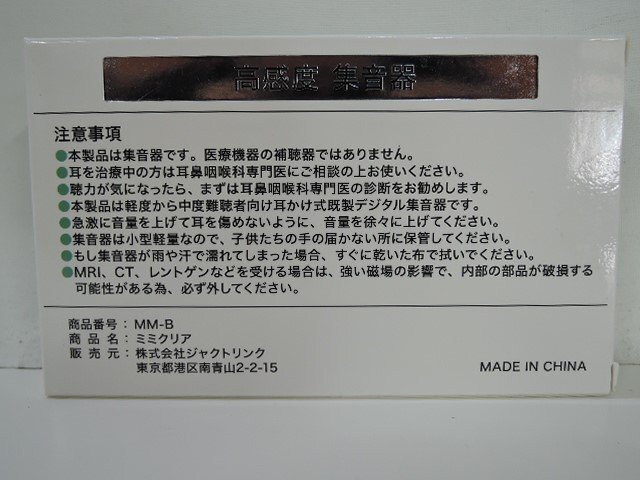 高感度 集音器
注意事項
●本製品は集音器です。医療機器の補聴器ではありません。
●耳を治療中の方は耳鼻咽喉科専門医にご相談の上お使いください。
●聴力が気になったら、まずは耳鼻咽喉科専門医の診断をお勧めします。
●本製品は軽度から中度難聴者向け耳かけ式既製デジタル集音器です。
●急激に音量を上げて耳を傷めないように、音量を徐々に上げてください。
●集音器は小型軽量なので、子供たちの手の届かない所に保管してください。
●もし集音器が雨や汗で濡れてしまった場合、すぐに乾いた布で拭いてください。
●MRI、CT、レントゲンなどを受ける場合は、強い磁場の影響で、内部の部品が破損する
可能性がある為、必ず外してください。
商品番号：MM-B
商品名：ミミクリア
販売元：株式会社ジャクトリンク
東京都港区南青山2-2-15
MADE IN CHINA